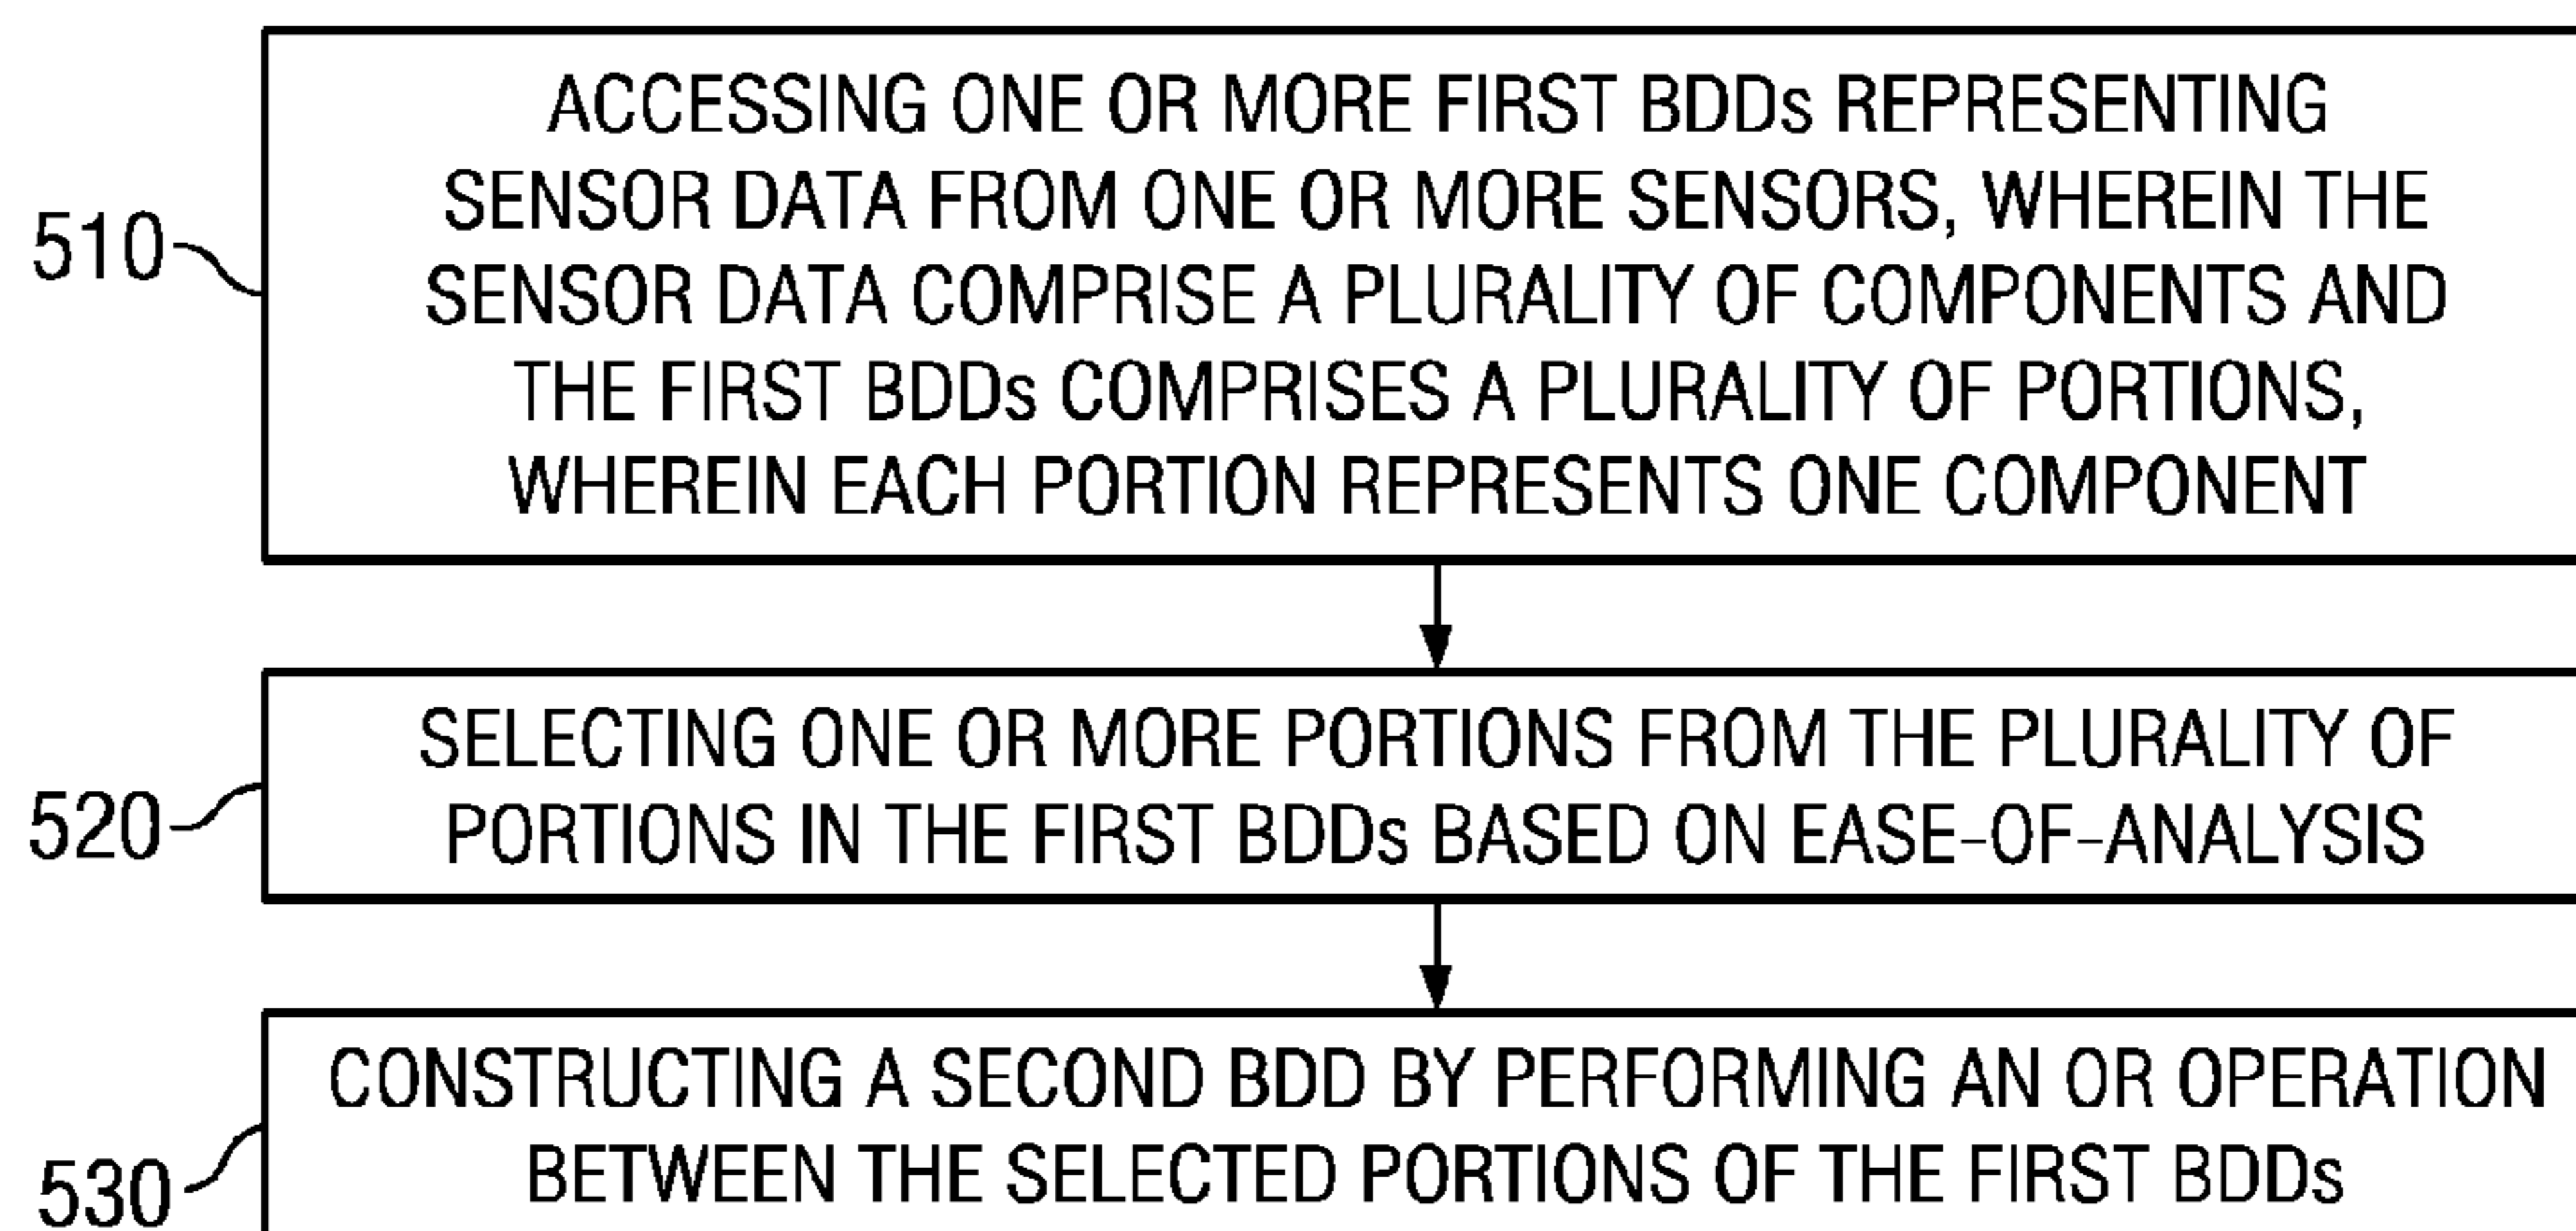 510
ACCESSING ONE OR MORE FIRST BDDs REPRESENTING
SENSOR DATA FROM ONE OR MORE SENSORS, WHEREIN THE
SENSOR DATA COMPRISE A PLURALITY OF COMPONENTS AND
THE FIRST BDDs COMPRISES A PLURALITY OF PORTIONS,
WHEREIN EACH PORTION REPRESENTS ONE COMPONENT
520
SELECTING ONE OR MORE PORTIONS FROM THE PLURALITY OF
PORTIONS IN THE FIRST BDDs BASED ON EASE-OF-ANALYSIS
530
CONSTRUCTING A SECOND BDD BY PERFORMING AN OR OPERATION
BETWEEN THE SELECTED PORTIONS OF THE FIRST BDDs